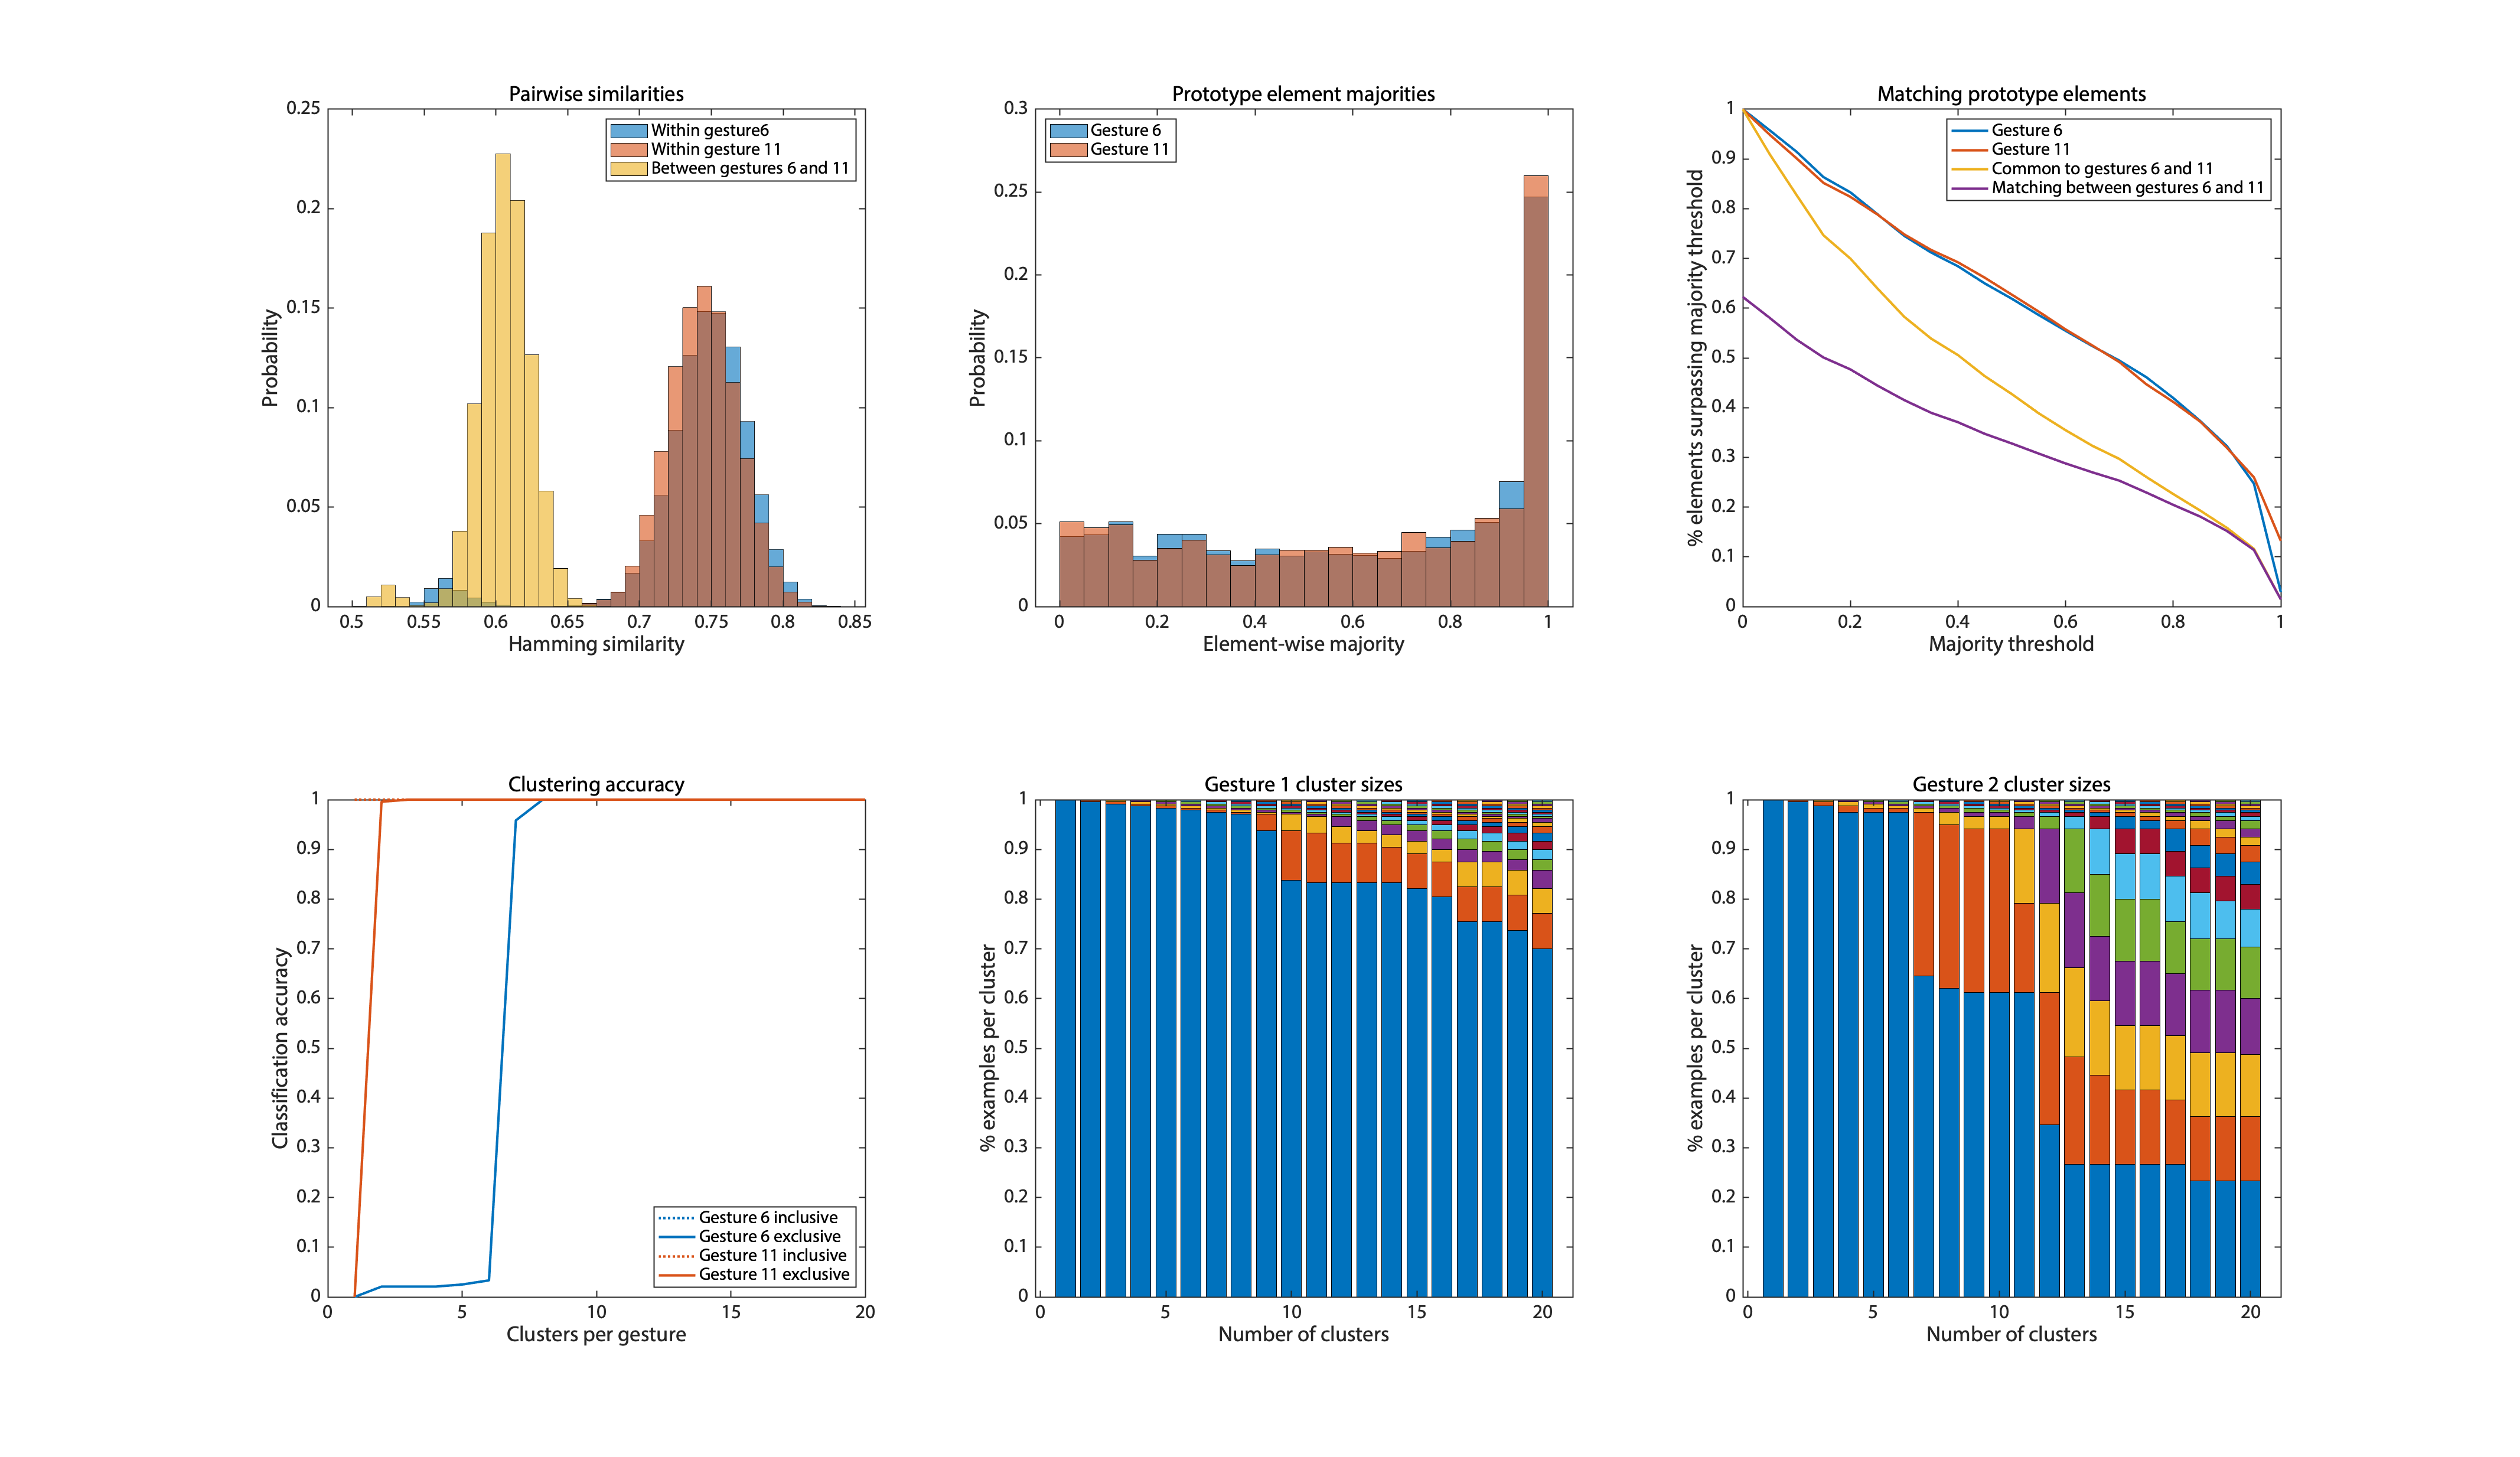 Pairwise similarities
0.25
0.2
0.15
0.1
0.05
0
Probability
Within gesture6
Within gesture 11
Between gestures 6 and 11
0.5 0.55 0.6 0.65 0.7 0.75 0.8 0.85
Hamming similarity
Prototype element majorities
0.3
0.25
0.2
0.15
0.1
0.05
0
Probability
Gesture 6
Gesture 11
0 0.2 0.4 0.6 0.8 1
Element-wise majority
Matching prototype elements
1
0.9
0.8
0.7
0.6
0.5
0.4
0.3
0.2
0.1
0
% elements surpassing majority threshold
Gesture 6
Gesture 11
Common to gestures 6 and 11
Matching between gestures 6 and 11
0 0.2 0.4 0.6 0.8 1
Majority threshold
Clustering accuracy
1
0.9
0.8
0.7
0.6
0.5
0.4
0.3
0.2
0.1
0
Classification accuracy
Gesture 6 inclusive
Gesture 6 exclusive
Gesture 11 inclusive
Gesture 11 exclusive
0 5 10 15 20
Clusters per gesture
Gesture 1 cluster sizes
1
0.9
0.8
0.7
0.6
0.5
0.4
0.3
0.2
0.1
0
% examples per cluster
0 5 10 15 20
Number of clusters
Gesture 2 cluster sizes
1
0.9
0.8
0.7
0.6
0.5
0.4
0.3
0.2
0.1
0
% examples per cluster
0 5 10 15 20
Number of clusters